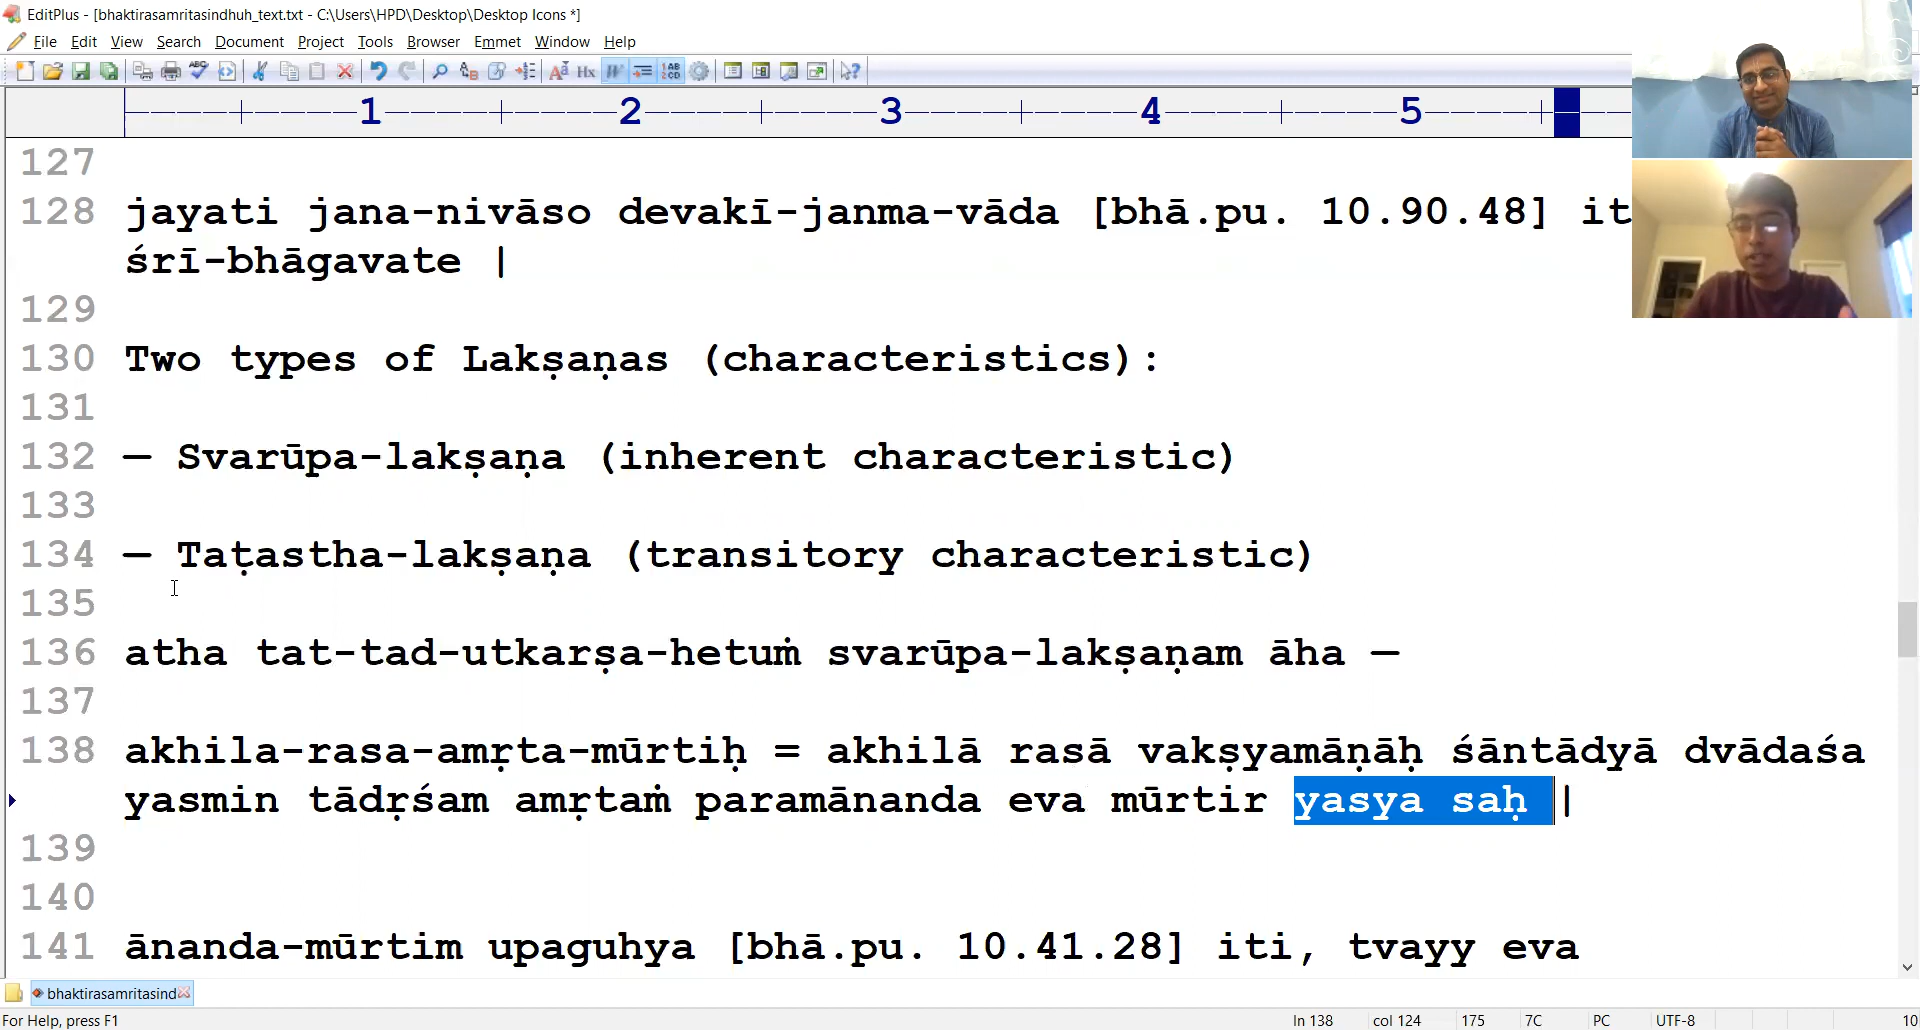 EditPlus - [bhaktirasamritasindhuh_text.txt - C:\Users\HPD\Desktop\Desktop Icons *]
File Edit View Search Document Project Tools Browser Emmet Window Help
1 2 3 4 5
127
128 jayati jana-nivāso devakī-janma-vāda [bhā.pu. 10.90.48] it
śrī-bhāgavate |
129
130 Two types of Lakṣaṇas (characteristics):
131
132 — Svarūpa-lakṣaṇa (inherent characteristic)
133
134 — Taṭastha-lakṣaṇa (transitory characteristic)
135
136 atha tat-tad-utkarṣa-hetuṁ svarūpa-lakṣaṇam āha —
137
138 akhila-rasa-amṛta-mūrtiḥ = akhilā rasā vakṣyamāṇāḥ śāntādyā dvādaśa
yasmin tādṛśam amṛtaṁ paramānanda eva mūrtir yasya saḥ |
139
140
141 ānanda-mūrtim upaguhya [bhā.pu. 10.41.28] iti, tvayy eva
bhaktirasamritasind
For Help, press F1 ln 138 col 124 175 7C PC UTF-8 10